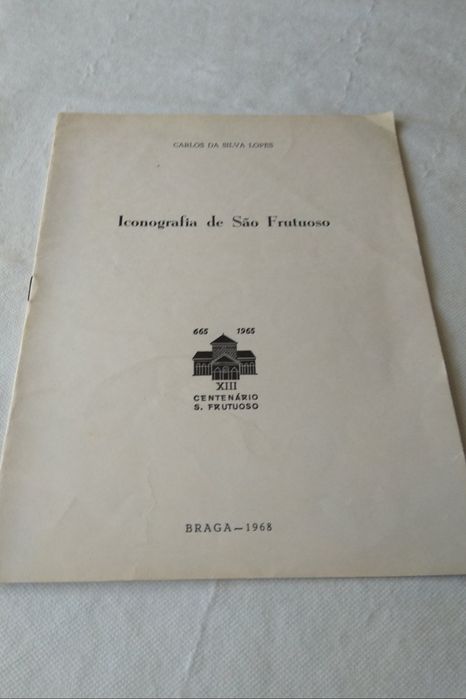 CARLOS DA SILVA LOPES
Iconografia de São Frutuoso
665 1965
XIII
CENTENÁRIO
S. FRUTUOSO
BRAGA — 1968